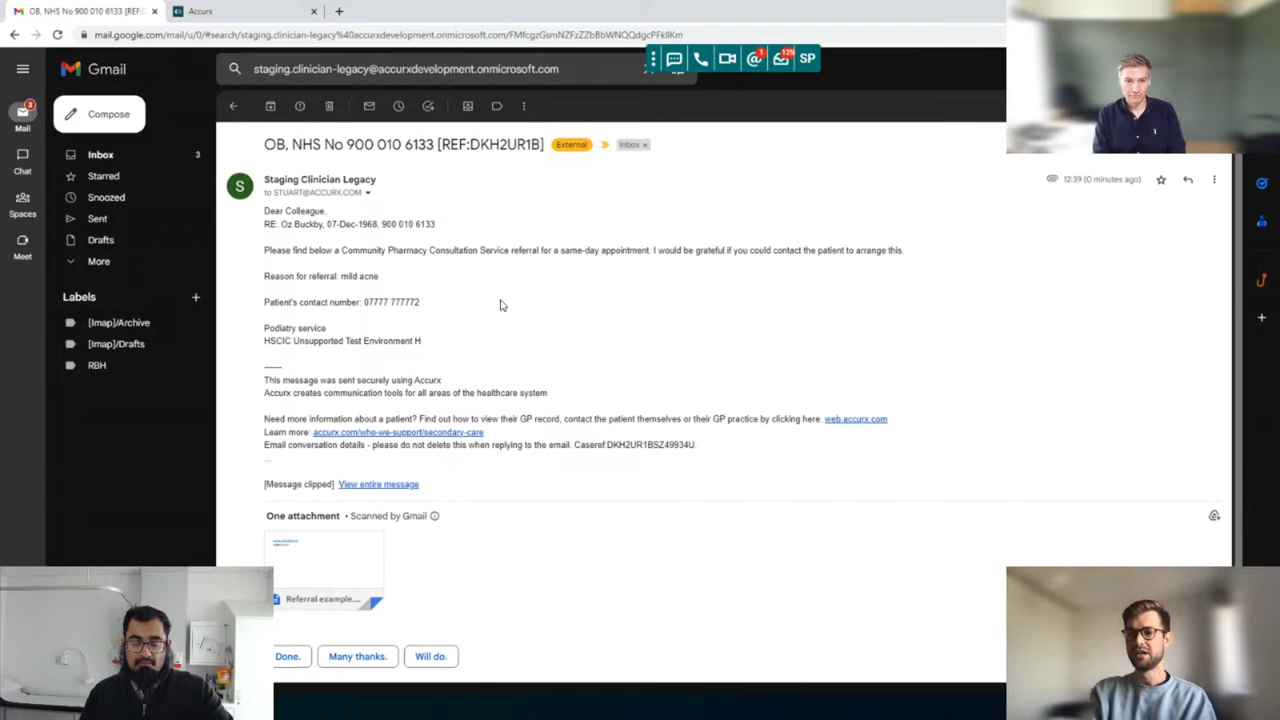 OB, NHS No 900 010 6133 [REF:
Accurx
mail.google.com/mail/u/0/#search/staging.clinician-legacy%40accurxdevelopment.onmicrosoft.com/FMfcgzGsmNZFzZZbBbWNQQdgcPFkllKm
Gmail
staging.clinician-legacy@accurxdevelopment.onmicrosoft.com
1
12%
SP
3
Mail
Chat
Spaces
Meet
Compose
Inbox 3
Starred
Snoozed
Sent
Drafts
More
Labels
[Imap]/Archive
[Imap]/Drafts
RBH
OB, NHS No 900 010 6133 [REF:DKH2UR1B] External Inbox
S
Staging Clinician Legacy 12:39 (0 minutes ago)
to STUART@ACCURX.COM
Dear Colleague,
RE: Oz Buckby, 07-Dec-1968, 900 010 6133
Please find below a Community Pharmacy Consultation Service referral for a same-day appointment. I would be grateful if you could contact the patient to arrange this.
Reason for referral: mild acne
Patient's contact number: 07777 777772
Podiatry service
HSCIC Unsupported Test Environment H
------
This message was sent securely using Accurx
Accurx creates communication tools for all areas of the healthcare system
Need more information about a patient? Find out how to view their GP record, contact the patient themselves or their GP practice by clicking here: web.accurx.com
Learn more: accurx.com/who-we-support/secondary-care
Email conversation details - please do not delete this when replying to the email. Caseref:DKH2UR1BSZ49934U.
...
[Message clipped] View entire message
One attachment • Scanned by Gmail
Referral example....
Done.
Many thanks.
Will do.